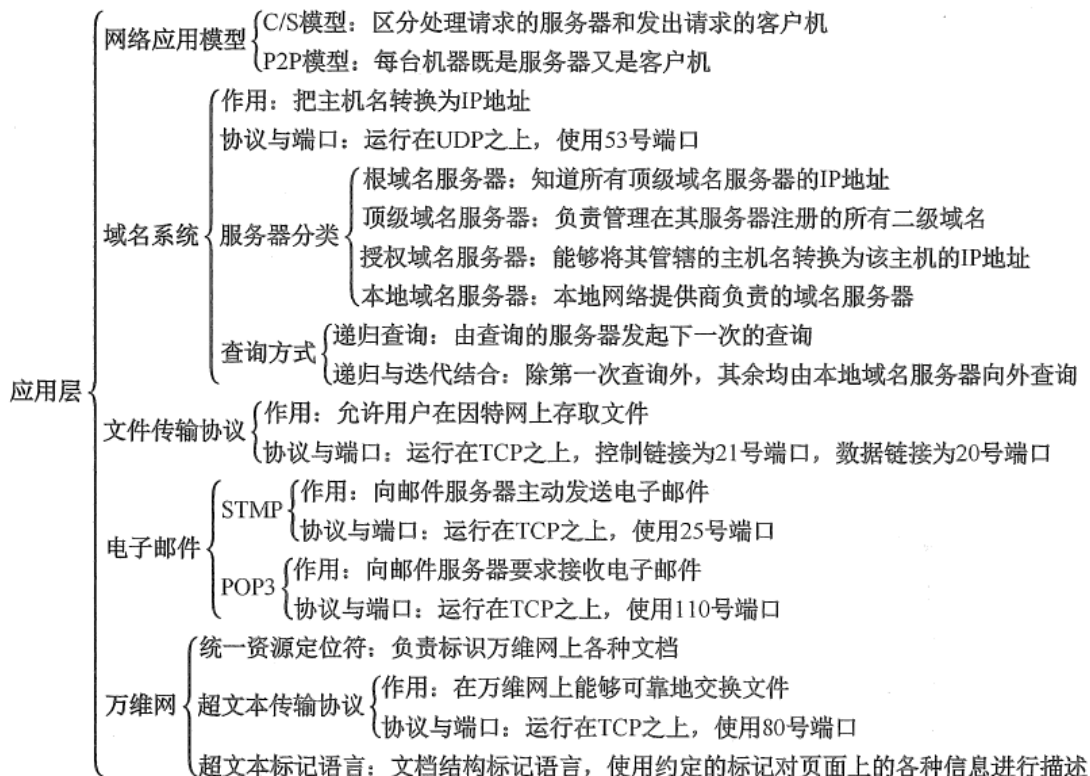 网络应用模型
C/S模型：区分处理请求的服务器和发出请求的客户机
P2P模型：每台机器既是服务器又是客户机
作用：把主机名转换为IP地址
协议与端口：运行在UDP之上，使用53号端口
根域名服务器：知道所有顶级域名服务器的IP地址
顶级域名服务器：负责管理在其服务器注册的所有二级域名
域名系统
服务器分类
授权域名服务器：能够将其管辖的主机名转换为该主机的IP地址
本地域名服务器：本地网络提供商负责的域名服务器
查询方式
递归查询：由查询的服务器发起下一次的查询
递归与迭代结合：除第一次查询外，其余均由本地域名服务器向外查询
应用层
文件传输协议
作用：允许用户在因特网上存取文件
协议与端口：运行在TCP之上，控制链接为21号端口，数据链接为20号端口
电子邮件
STMP
作用：向邮件服务器主动发送电子邮件
协议与端口：运行在TCP之上，使用25号端口
POP3
作用：向邮件服务器要求接收电子邮件
协议与端口：运行在TCP之上，使用110号端口
万维网
统一资源定位符：负责标识万维网上各种文档
超文本传输协议
作用：在万维网上能够可靠地交换文件
协议与端口：运行在TCP之上，使用80号端口
超文本标记语言：文档结构标记语言，使用约定的标记对页面上的各种信息进行描述